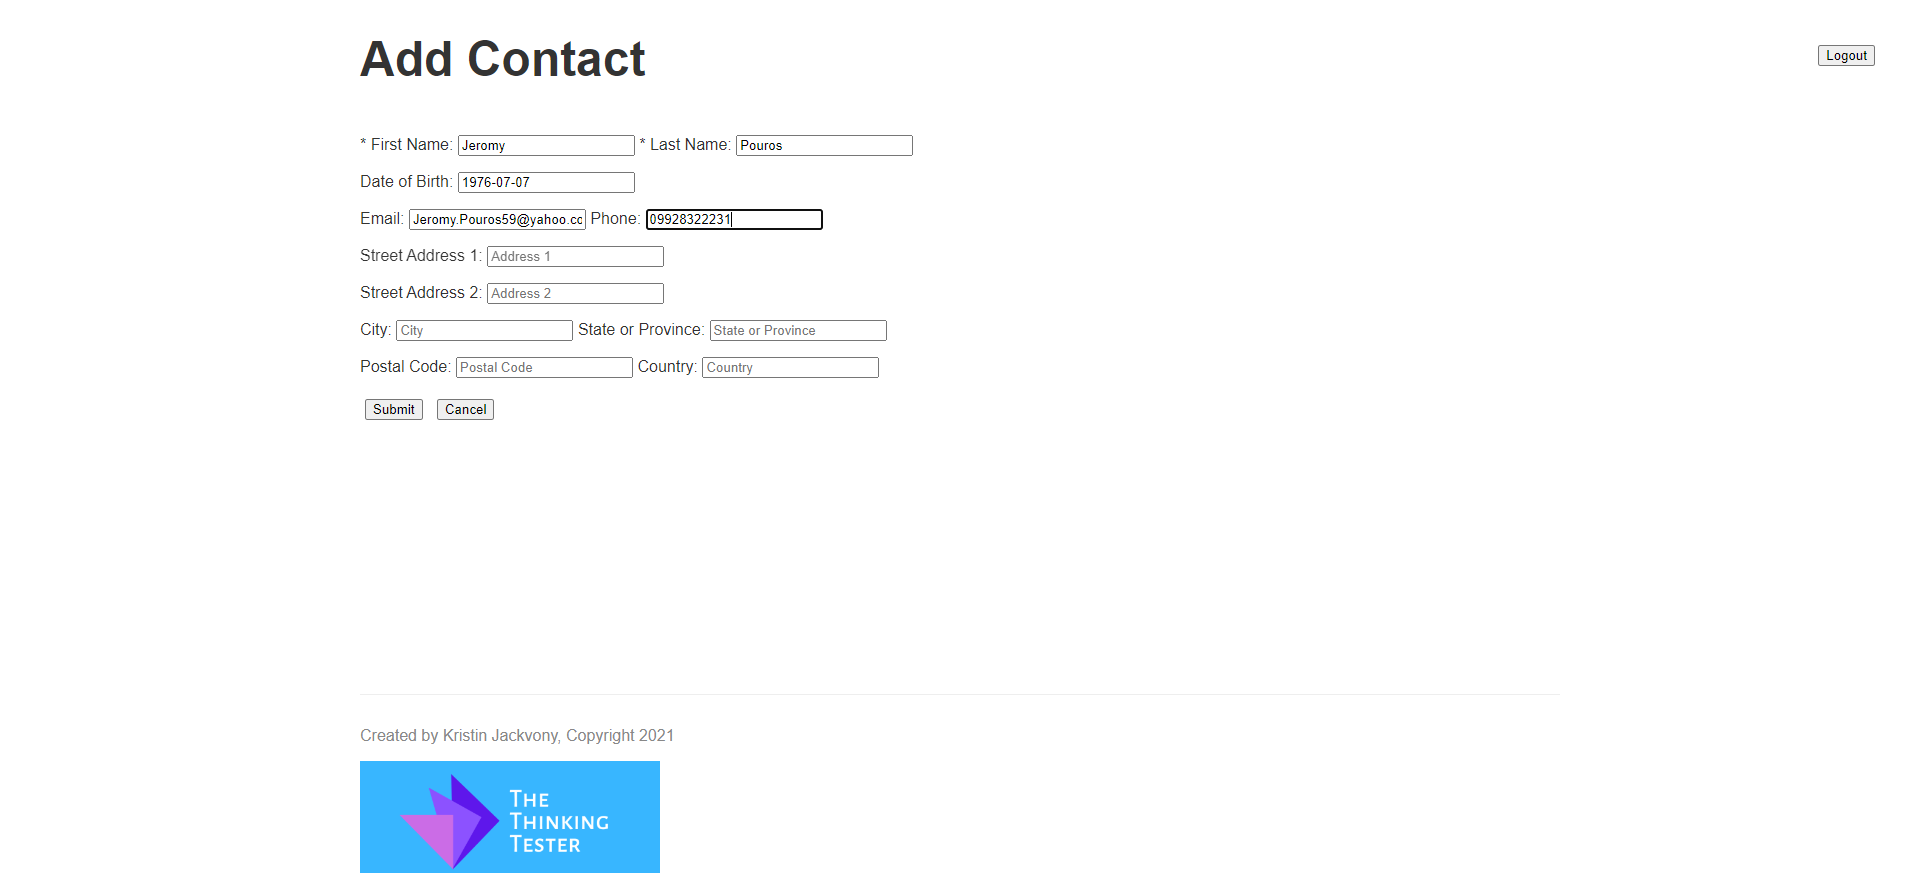 Add Contact
Logout
* First Name: Jeromy * Last Name: Pouros
Date of Birth: 1976-07-07
Email: Jeromy.Pouros59@yahoo.cc Phone: 09928322231
Street Address 1: Address 1
Street Address 2: Address 2
City: City State or Province: State or Province
Postal Code: Postal Code Country: Country
Submit Cancel
Created by Kristin Jackvony, Copyright 2021
THE
THINKING
TESTER